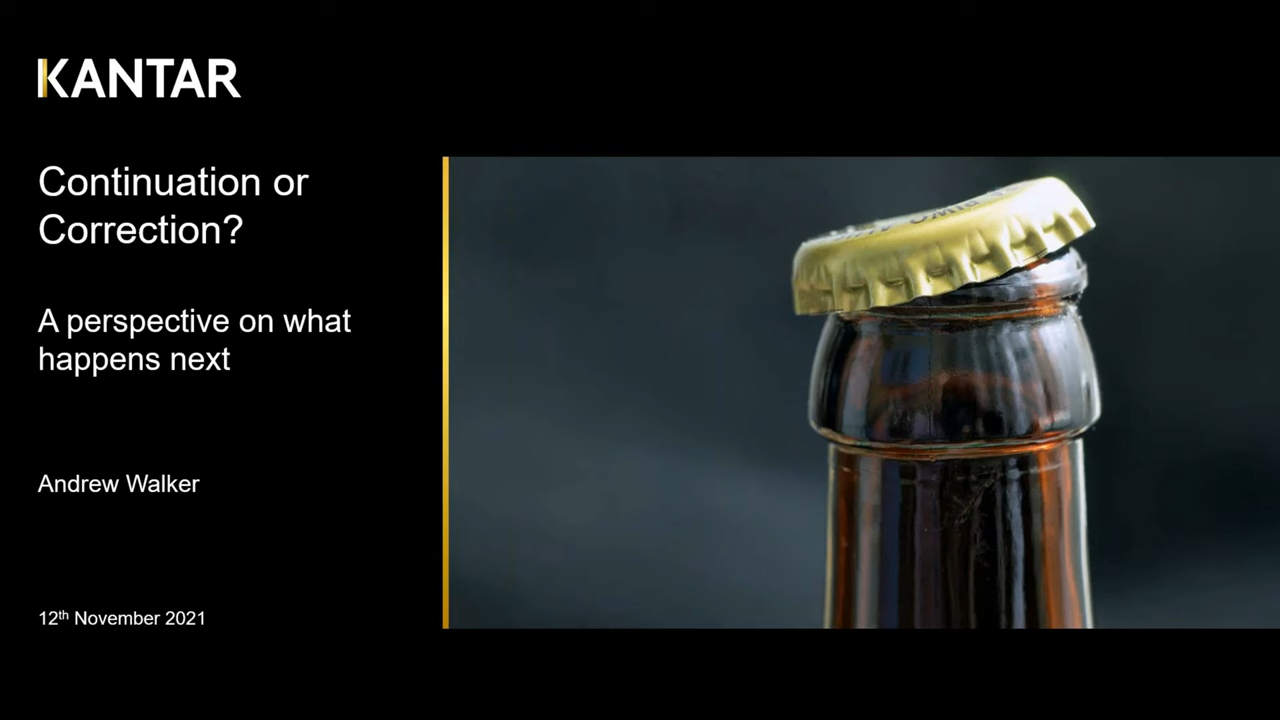 KANTAR
Continuation or
Correction?
A perspective on what
happens next
Andrew Walker
12th November 2021